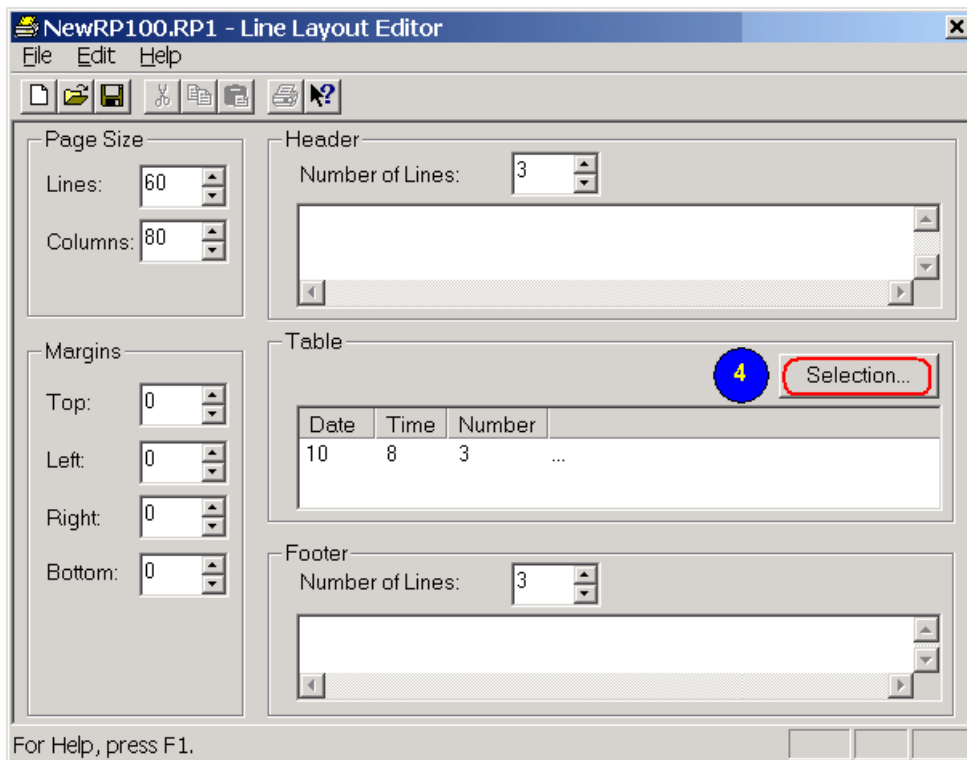 NewRP100.RP1 - Line Layout Editor
File Edit Help
Page Size
Lines: 60
Columns: 80
Header
Number of Lines: 3
Margins
Top: 0
Left: 0
Right: 0
Bottom: 0
Table
4 Selection...
Date Time Number
10 8 3 ...
Footer
Number of Lines: 3
For Help, press F1.